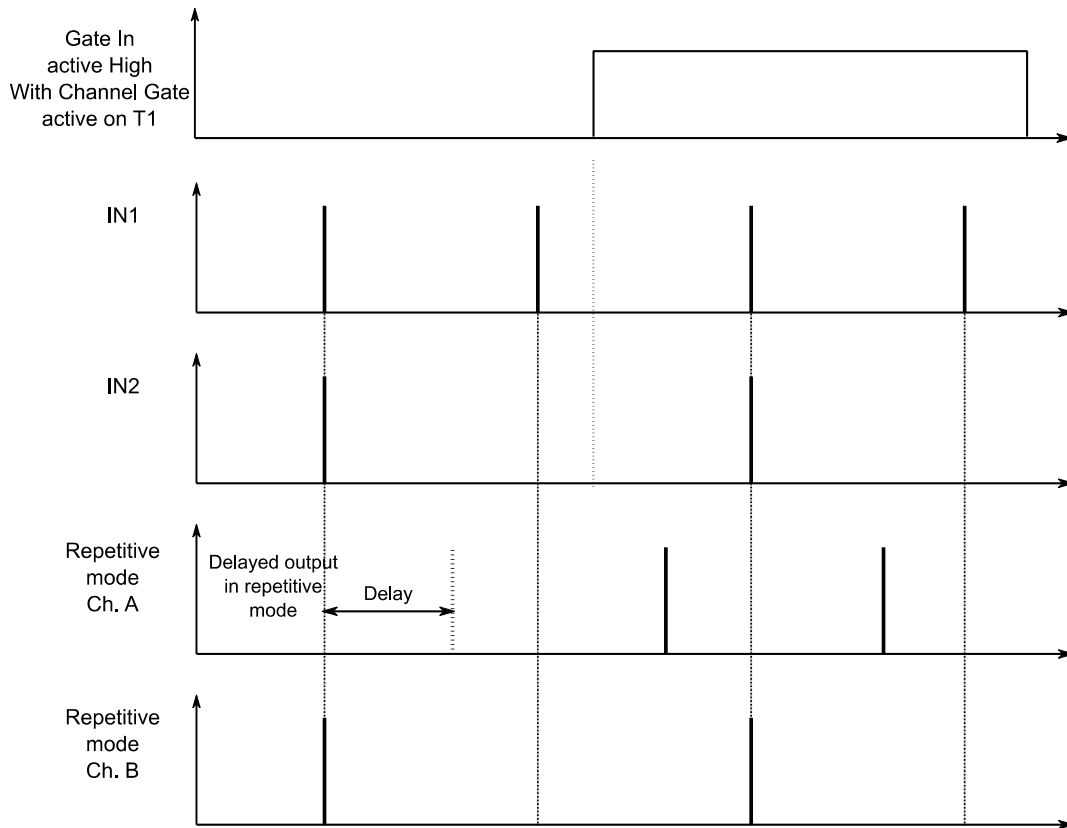 Gate In
active High
With Channel Gate
active on T1
IN1
IN2
Repetitive
mode
Ch. A
Delayed output
in repetitive
mode
Delay
Repetitive
mode
Ch. B